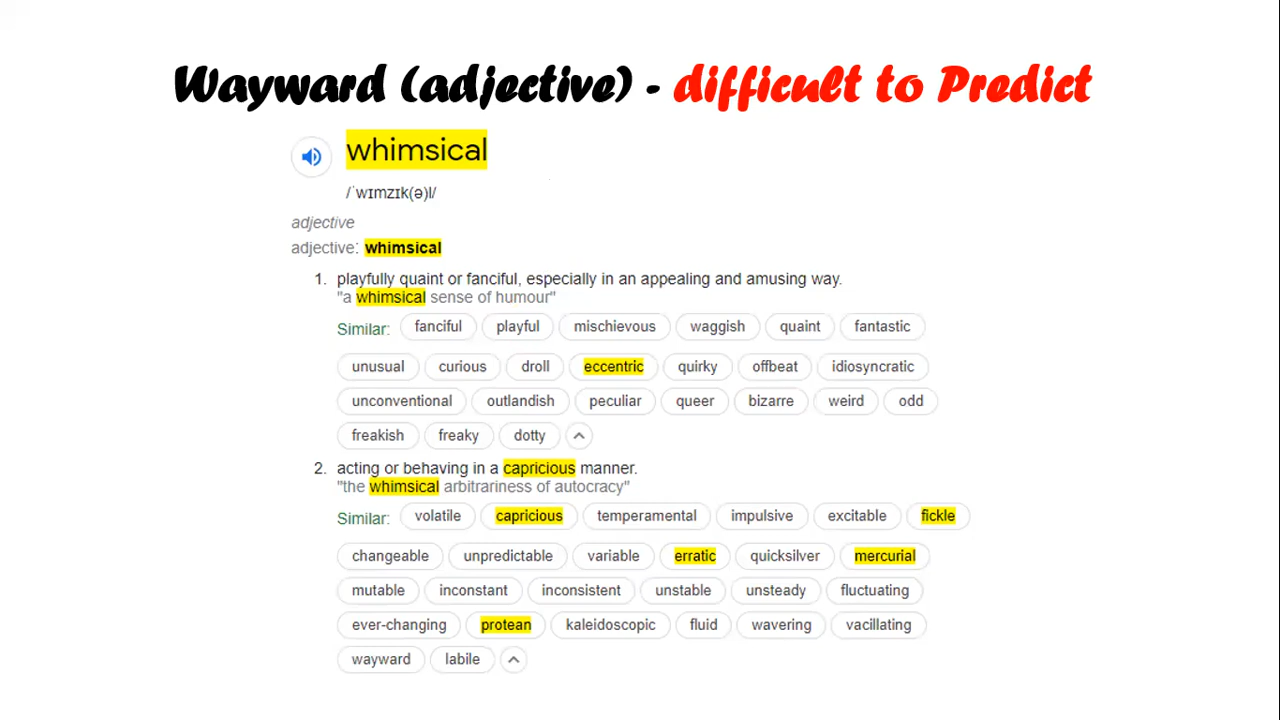 Wayward (adjective) - difficult to Predict
whimsical
/ˈwɪmzɪk(ə)l/
adjective
adjective: whimsical
1. playfully quaint or fanciful, especially in an appealing and amusing way.
"a whimsical sense of humour"
Similar: fanciful playful mischievous waggish quaint fantastic
unusual curious droll eccentric quirky offbeat idiosyncratic
unconventional outlandish peculiar queer bizarre weird odd
freakish freaky dotty
2. acting or behaving in a capricious manner.
"the whimsical arbitrariness of autocracy"
Similar: volatile capricious temperamental impulsive excitable fickle
changeable unpredictable variable erratic quicksilver mercurial
mutable inconstant inconsistent unstable unsteady fluctuating
ever-changing protean kaleidoscopic fluid wavering vacillating
wayward labile